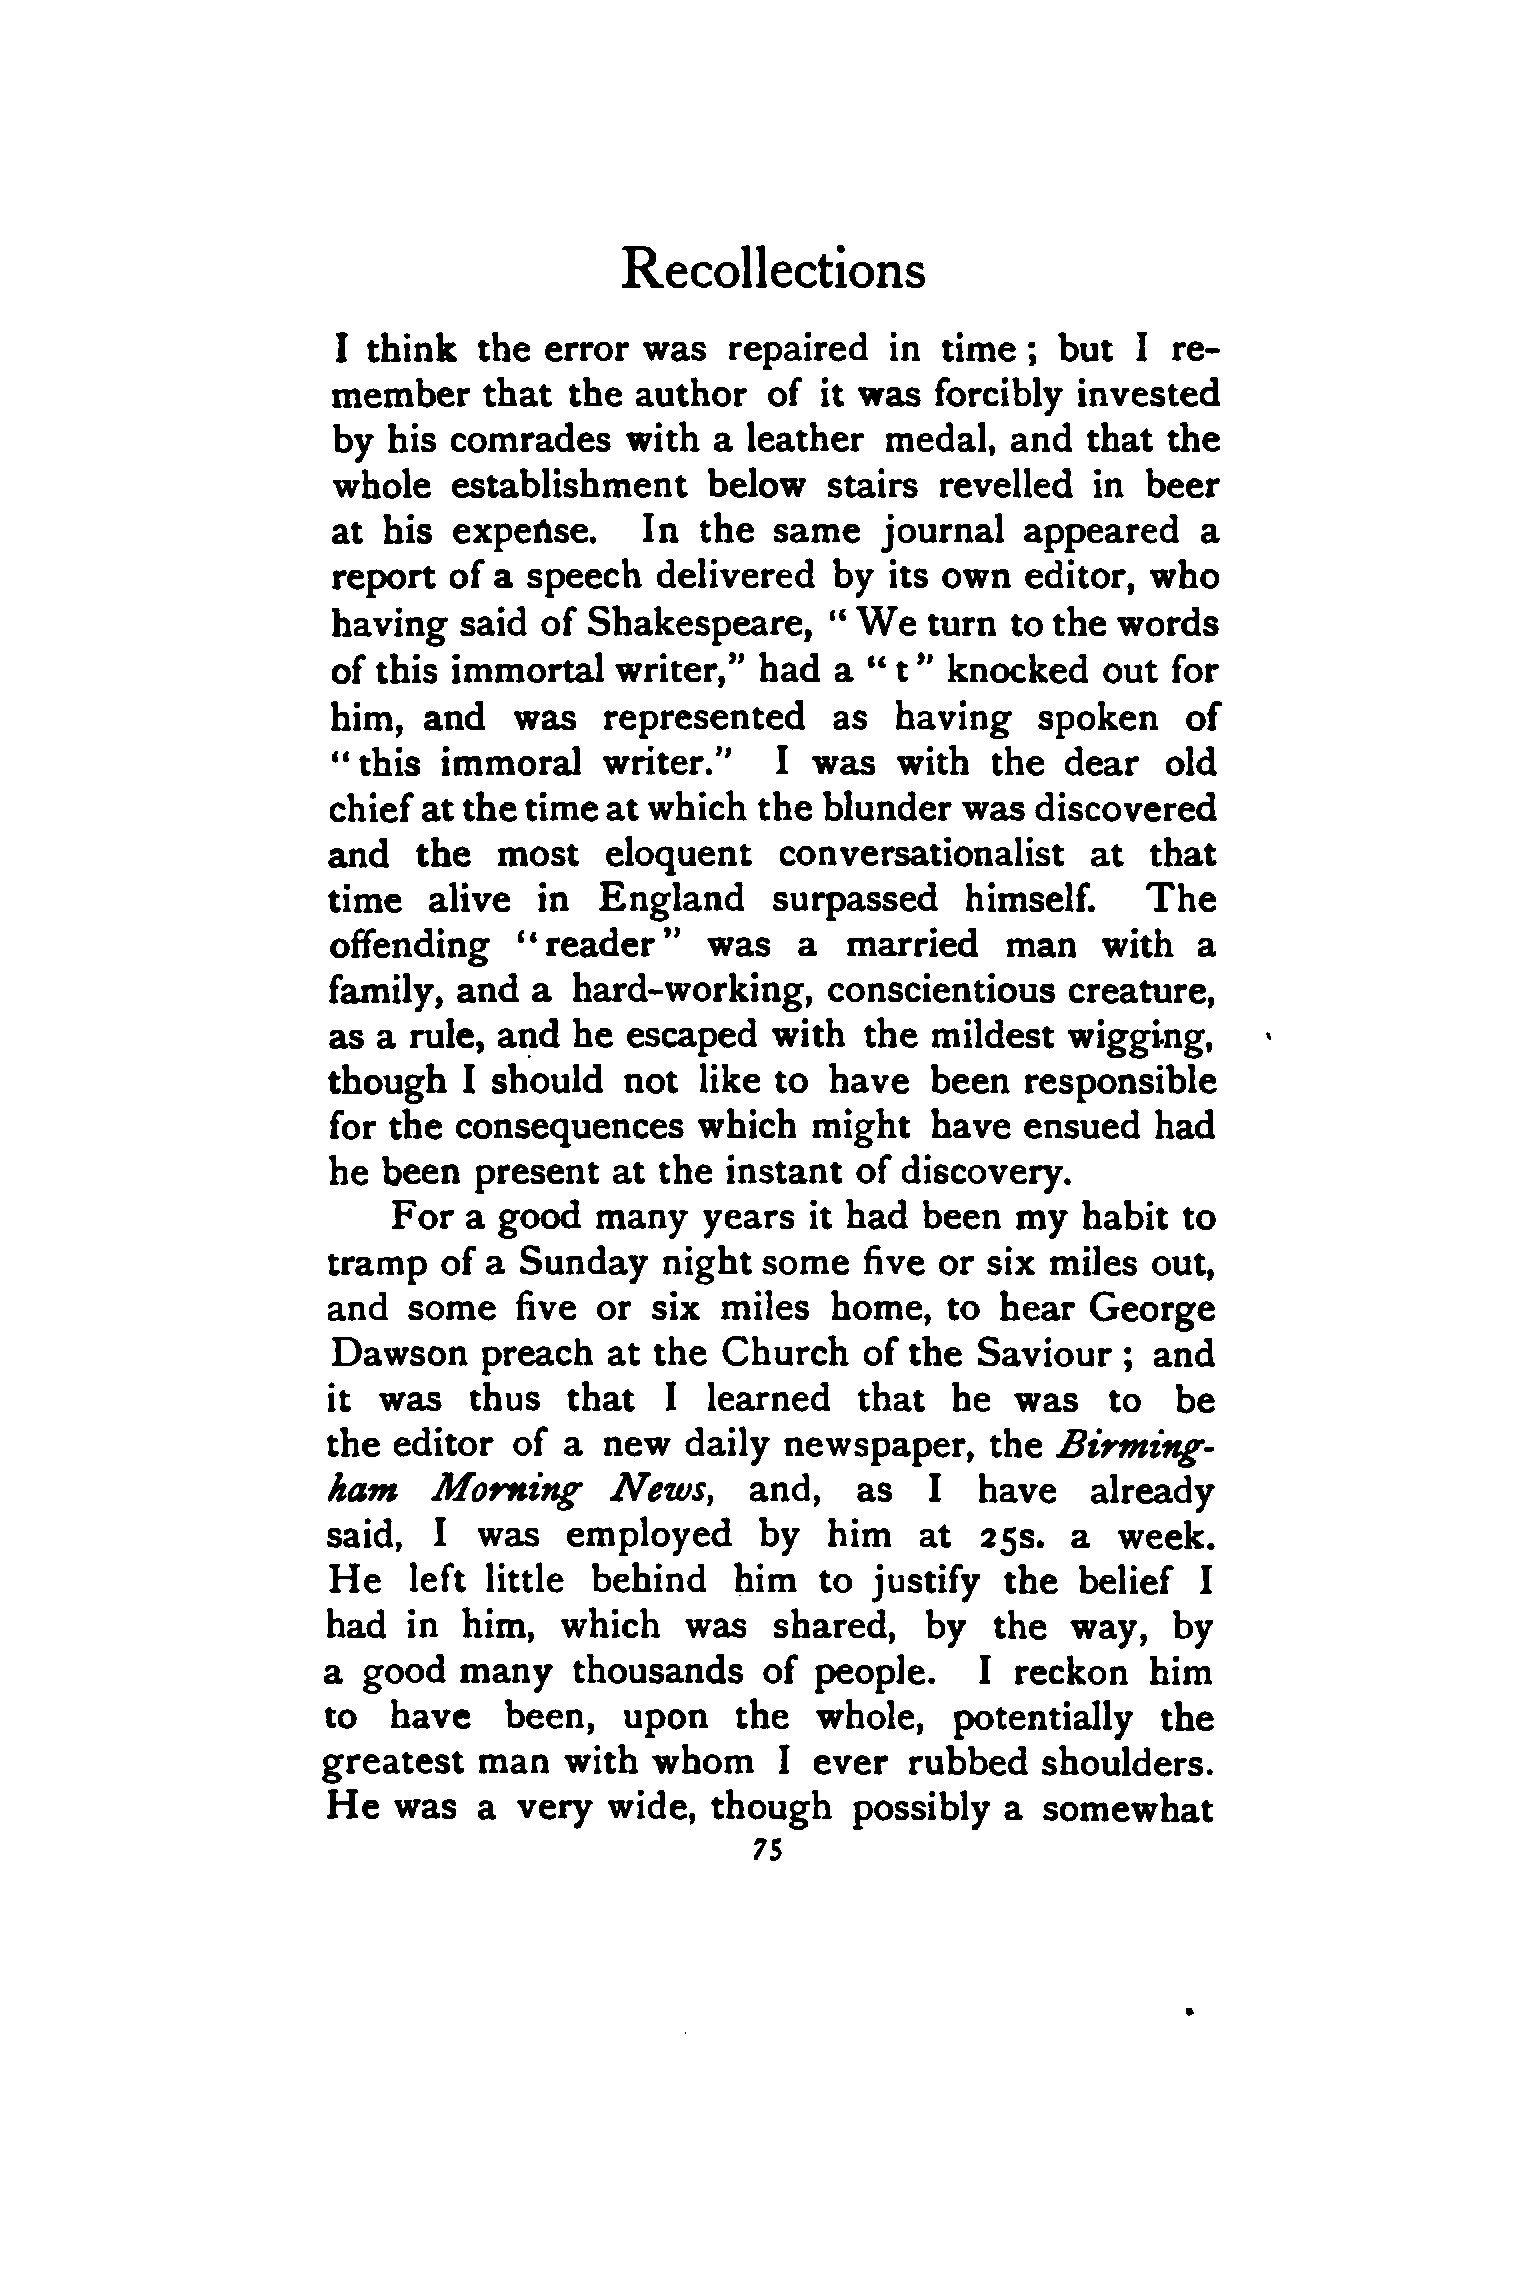 Recollections
I think the error was repaired in time; but I re-
member that the author of it was forcibly invested
by his comrades with a leather medal, and that the
whole establishment below stairs revelled in beer
at his expense. In the same journal appeared a
report of a speech delivered by its own editor, who
having said of Shakespeare, "We turn to the words
of this immortal writer," had a "t" knocked out for
him, and was represented as having spoken of
"this immoral writer." I was with the dear old
chief at the time at which the blunder was discovered
and the most eloquent conversationalist at that
time alive in England surpassed himself. The
offending "reader" was a married man with a
family, and a hard-working, conscientious creature,
as a rule, and he escaped with the mildest wigging,
though I should not like to have been responsible
for the consequences which might have ensued had
he been present at the instant of discovery.
For a good many years it had been my habit to
tramp of a Sunday night some five or six miles out,
and some five or six miles home, to hear George
Dawson preach at the Church of the Saviour; and
it was thus that I learned that he was to be
the editor of a new daily newspaper, the Birming-
ham Morning News, and, as I have already
said, I was employed by him at 25s. a week.
He left little behind him to justify the belief I
had in him, which was shared, by the way, by
a good many thousands of people. I reckon him
to have been, upon the whole, potentially the
greatest man with whom I ever rubbed shoulders.
He was a very wide, though possibly a somewhat
75